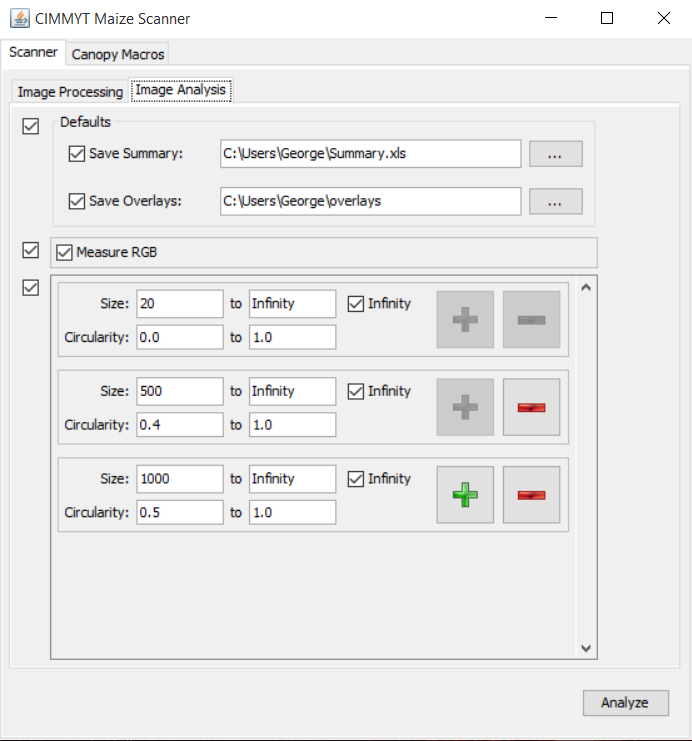 CIMMYT Maize Scanner
Scanner Canopy Macros
Image Processing Image Analysis
Defaults
Save Summary: C:\Users\George\Summary.xls ...
Save Overlays: C:\Users\George\overlays ...
Measure RGB
Size: 20 to Infinity Infinity
Circularity: 0.0 to 1.0
Size: 500 to Infinity Infinity
Circularity: 0.4 to 1.0
Size: 1000 to Infinity Infinity
Circularity: 0.5 to 1.0
Analyze